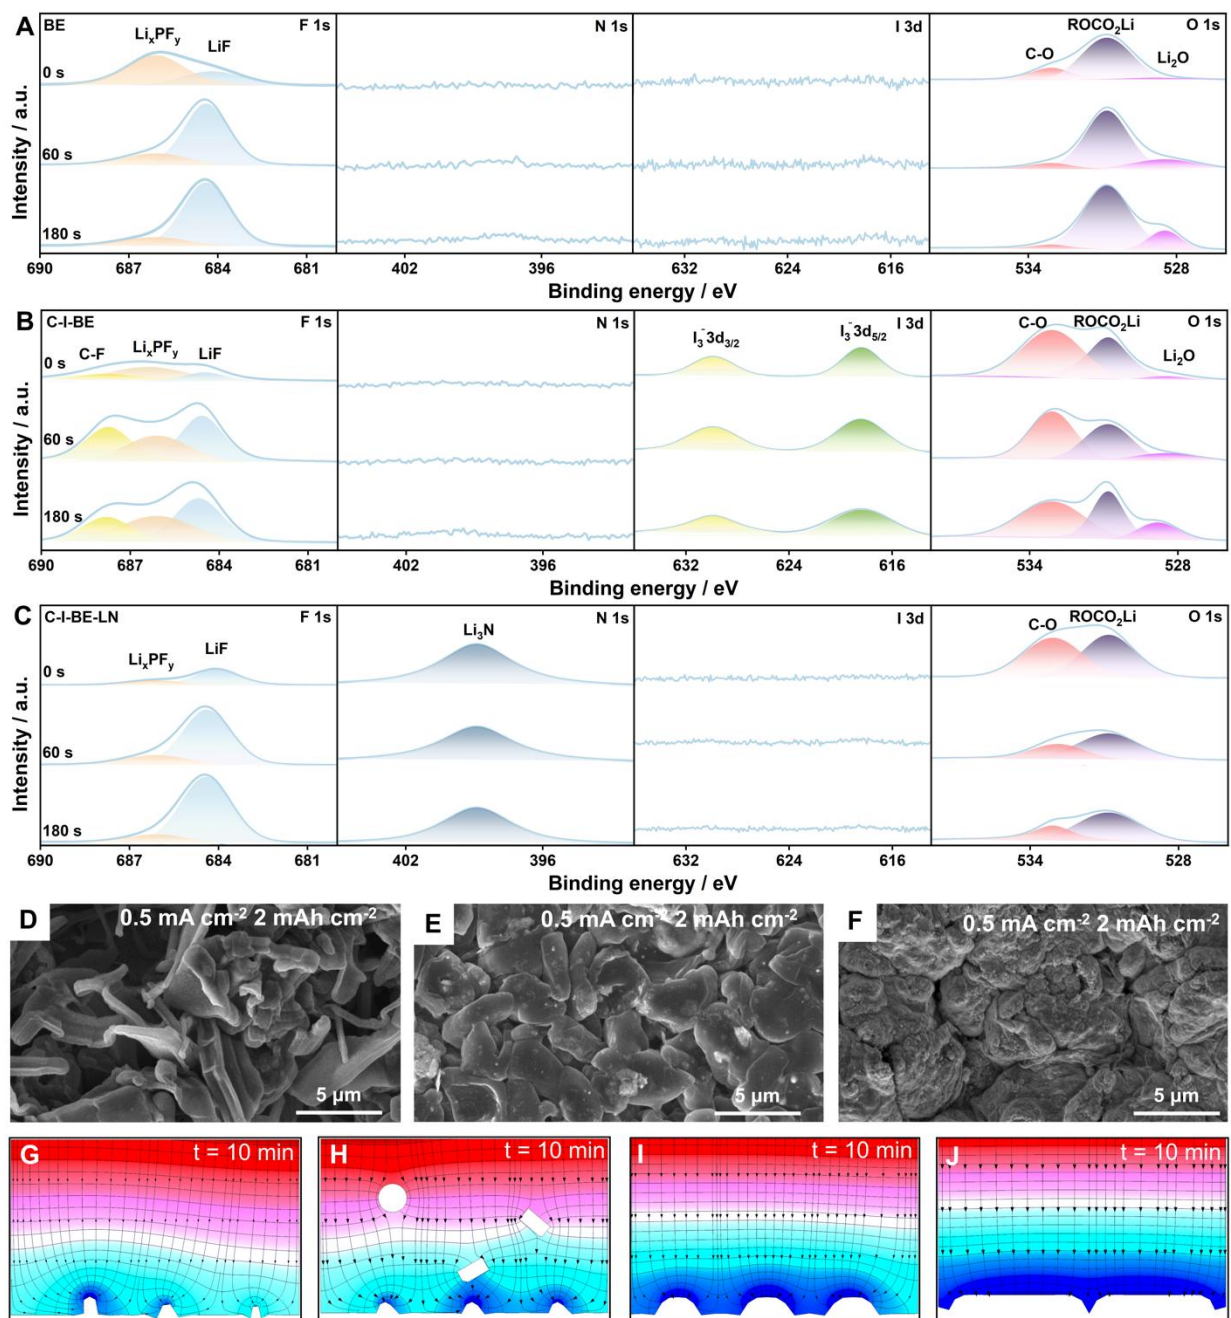 A BE F 1s N 1s I 3d O 1s
LiₓPFᵧ LiF C-O ROCO₂Li Li₂O
0 s
60 s
180 s
Intensity / a.u.
690 687 684 681 402 396 632 624 616 534 528
Binding energy / eV
B C-I-BE F 1s N 1s I 3d O 1s
C-F LiₓPFᵧ LiF I₃⁻3d₃/₂ I₃⁻3d₅/₂ C-O ROCO₂Li Li₂O
0 s
60 s
180 s
Intensity / a.u.
690 687 684 681 402 396 632 624 616 534 528
Binding energy / eV
C C-I-BE-LN F 1s N 1s I 3d O 1s
LiₓPFᵧ LiF Li₃N C-O ROCO₂Li
0 s
60 s
180 s
Intensity / a.u.
690 687 684 681 402 396 632 624 616 534 528
Binding energy / eV
D 0.5 mA cm⁻² 2 mAh cm⁻²
5 µm
E 0.5 mA cm⁻² 2 mAh cm⁻²
5 µm
F 0.5 mA cm⁻² 2 mAh cm⁻²
5 µm
G t = 10 min
H t = 10 min
I t = 10 min
J t = 10 min